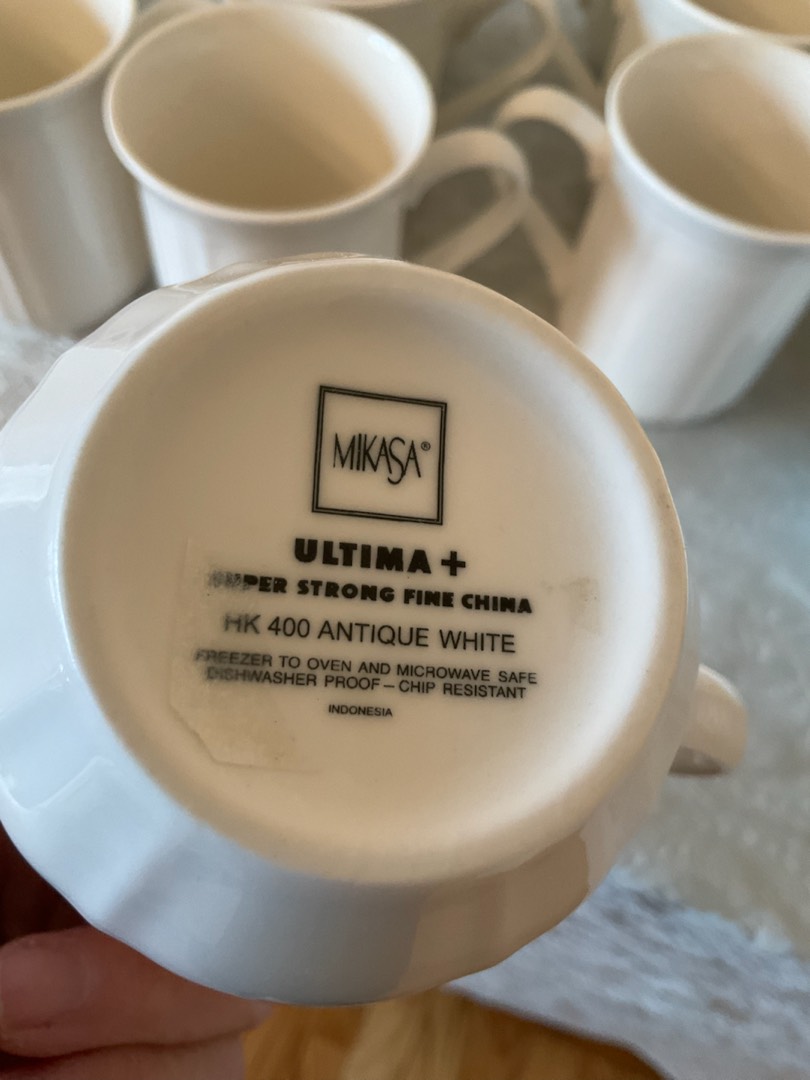 MIKASA®
ULTIMA +
SUPER STRONG FINE CHINA
HK 400 ANTIQUE WHITE
FREEZER TO OVEN AND MICROWAVE SAFE
DISHWASHER PROOF – CHIP RESISTANT
INDONESIA